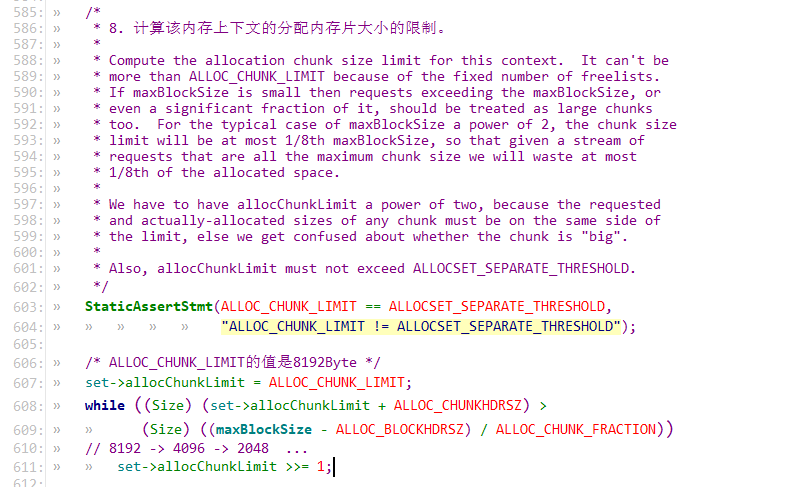 585: » /*
586: » * 8. 计算该内存上下文的分配内存片大小的限制。
587: » *
588: » * Compute the allocation chunk size limit for this context.  It can't be
589: » * more than ALLOC_CHUNK_LIMIT because of the fixed number of freelists.
590: » * If maxBlockSize is small then requests exceeding the maxBlockSize, or
591: » * even a significant fraction of it, should be treated as large chunks
592: » * too.  For the typical case of maxBlockSize a power of 2, the chunk size
593: » * limit will be at most 1/8th maxBlockSize, so that given a stream of
594: » * requests that are all the maximum chunk size we will waste at most
595: » * 1/8th of the allocated space.
596: » *
597: » * We have to have allocChunkLimit a power of two, because the requested
598: » * and actually-allocated sizes of any chunk must be on the same side of
599: » * the limit, else we get confused about whether the chunk is "big".
600: » *
601: » * Also, allocChunkLimit must not exceed ALLOCSET_SEPARATE_THRESHOLD.
602: » */
603: » StaticAssertStmt(ALLOC_CHUNK_LIMIT == ALLOCSET_SEPARATE_THRESHOLD,
604: » » » » » "ALLOC_CHUNK_LIMIT != ALLOCSET_SEPARATE_THRESHOLD");
605:
606: » /* ALLOC_CHUNK_LIMIT的值是8192Byte */
607: » set->allocChunkLimit = ALLOC_CHUNK_LIMIT;
608: » while ((Size) (set->allocChunkLimit + ALLOC_CHUNKHDRSZ) >
609: » » (Size) ((maxBlockSize - ALLOC_BLOCKHDRSZ) / ALLOC_CHUNK_FRACTION))
610: » // 8192 -> 4096 -> 2048  ...
611: » » set->allocChunkLimit >>= 1;
612: